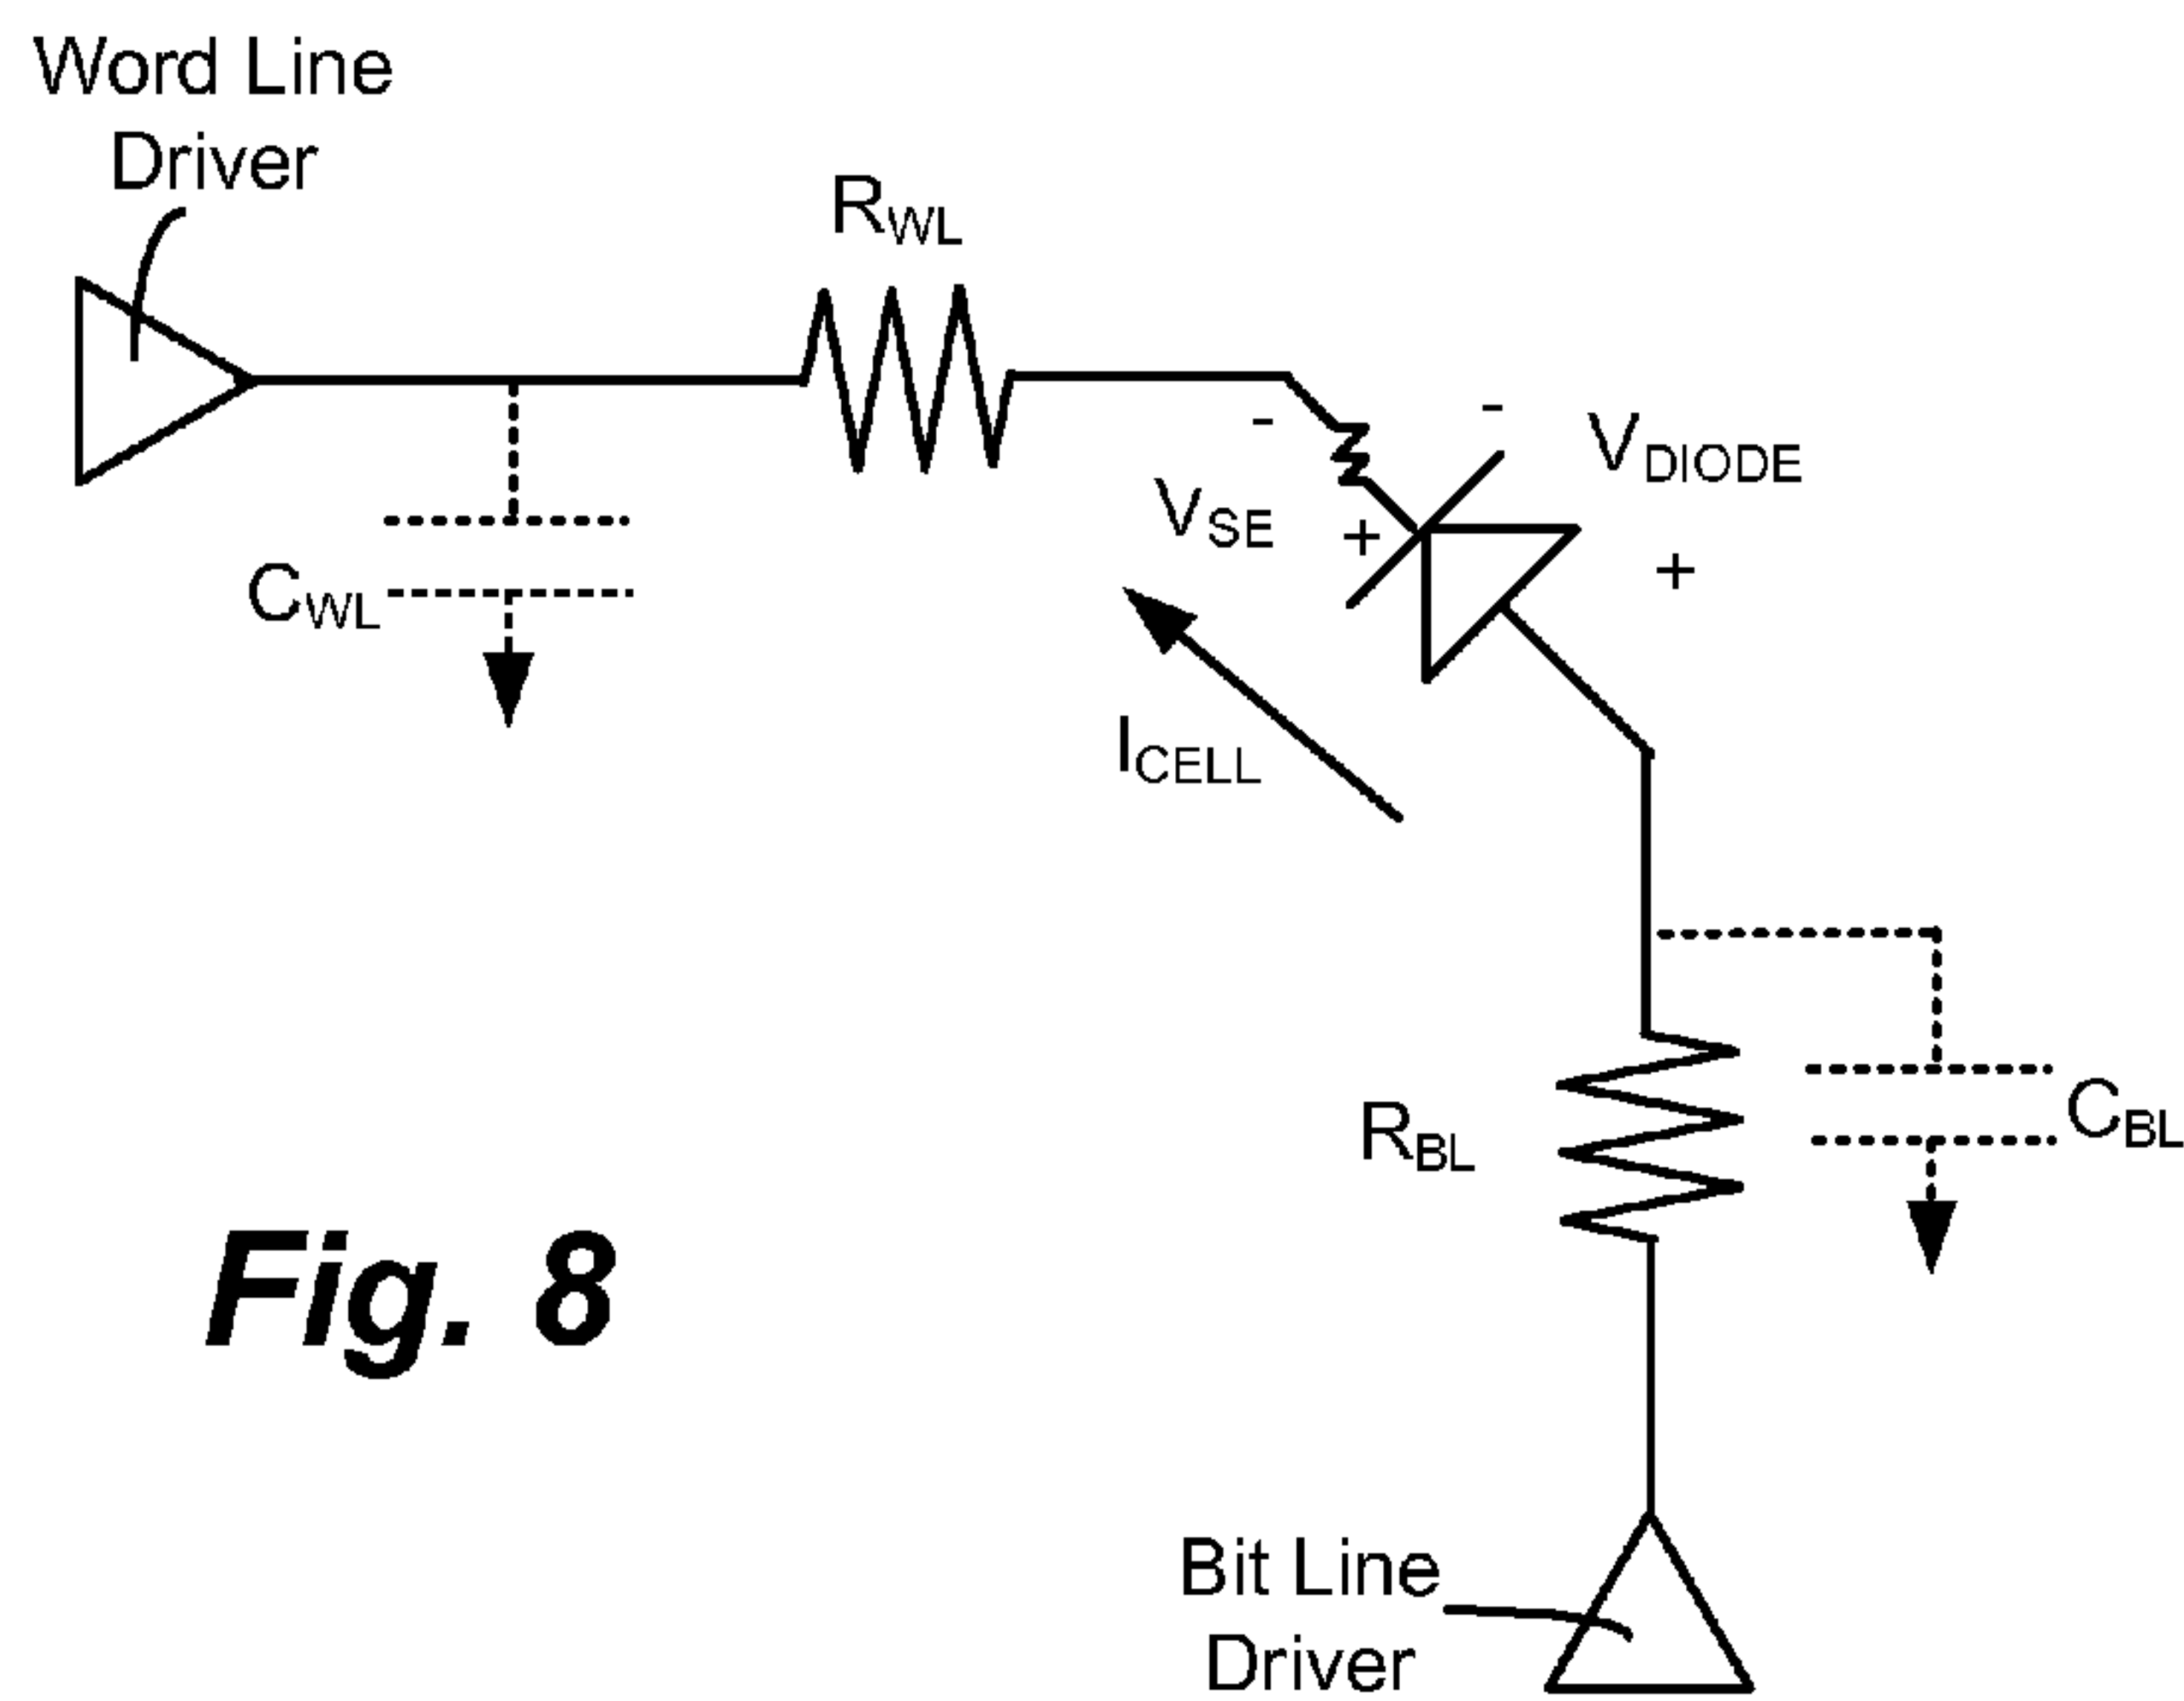 Word Line
Driver
RWL
-
-
VDIODE
VSE
+
+
CWL
ICELL
RBL
CBL
Fig. 8
Bit Line
Driver